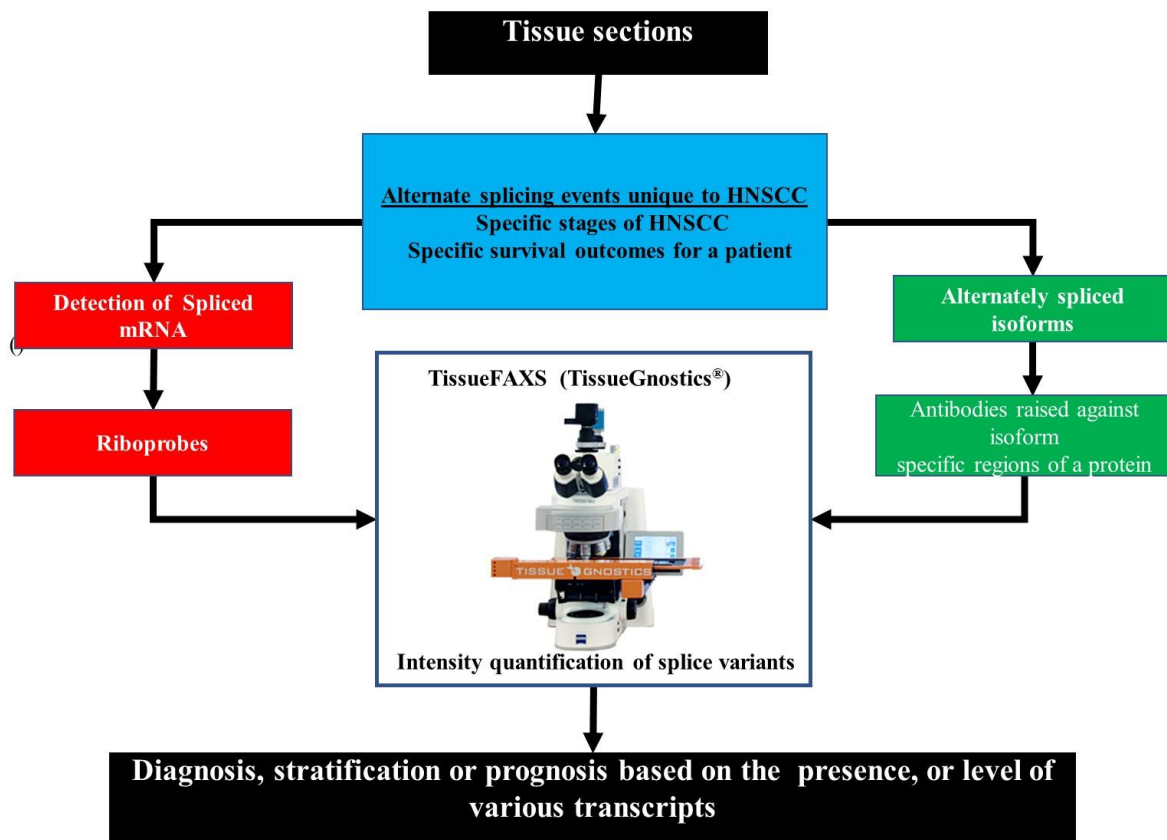 Tissue sections
Alternate splicing events unique to HNSCC
Specific stages of HNSCC
Specific survival outcomes for a patient
Detection of Spliced
mRNA
Alternately spliced
isoforms
()
Riboprobes
Antibodies raised against
isoform
specific regions of a protein
TissueFAXS (TissueGnostics®)
TISSUE GNOSTICS
ZEISS
Intensity quantification of splice variants
Diagnosis, stratification or prognosis based on the presence, or level of
various transcripts